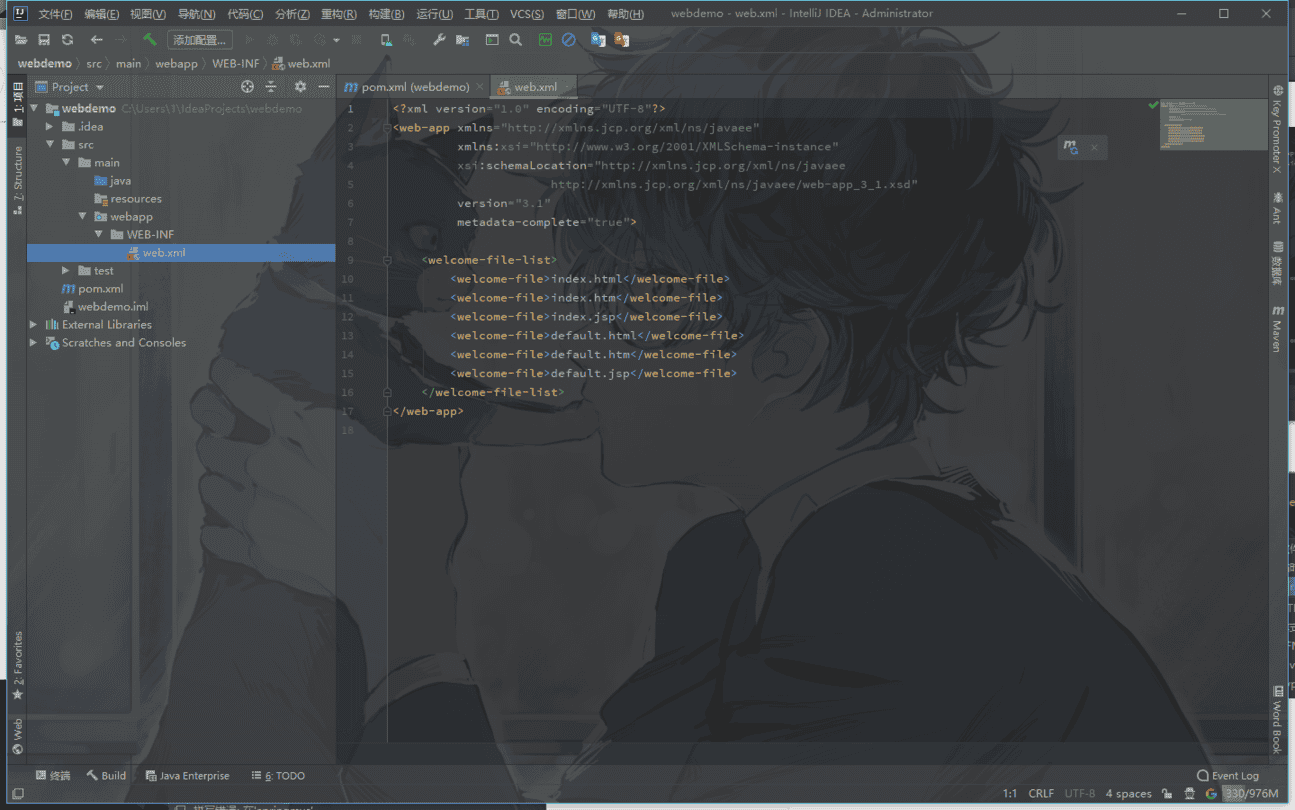 文件(F) 编辑(E) 视图(V) 导航(N) 代码(C) 分析(Z) 重构(R) 构建(B) 运行(U) 工具(T) VCS(S) 窗口(W) 帮助(H) webdemo - web.xml - IntelliJ IDEA - Administrator
添加配置...
webdemo src main webapp WEB-INF web.xml
Project
pom.xml (webdemo) web.xml
webdemo C:\Users\1\IdeaProjects\webdemo
.idea
src
main
java
resources
webapp
WEB-INF
web.xml
test
pom.xml
webdemo.iml
External Libraries
Scratches and Consoles
1 <?xml version="1.0" encoding="UTF-8"?>
2 <web-app xmlns="http://xmlns.jcp.org/xml/ns/javaee"
3 xmlns:xsi="http://www.w3.org/2001/XMLSchema-instance"
4 xsi:schemaLocation="http://xmlns.jcp.org/xml/ns/javaee
5 http://xmlns.jcp.org/xml/ns/javaee/web-app_3_1.xsd"
6 version="3.1"
7 metadata-complete="true">
8
9 <welcome-file-list>
10 <welcome-file>index.html</welcome-file>
11 <welcome-file>index.htm</welcome-file>
12 <welcome-file>index.jsp</welcome-file>
13 <welcome-file>default.html</welcome-file>
14 <welcome-file>default.htm</welcome-file>
15 <welcome-file>default.jsp</welcome-file>
16 </welcome-file-list>
17 </web-app>
18
1: 项目
7: Structure
2: Favorites
Web
Key Promoter X
Ant
数据库
Maven
Word Book
终端 Build Java Enterprise 6: TODO Event Log
1:1 CRLF UTF-8 4 spaces 330/976M